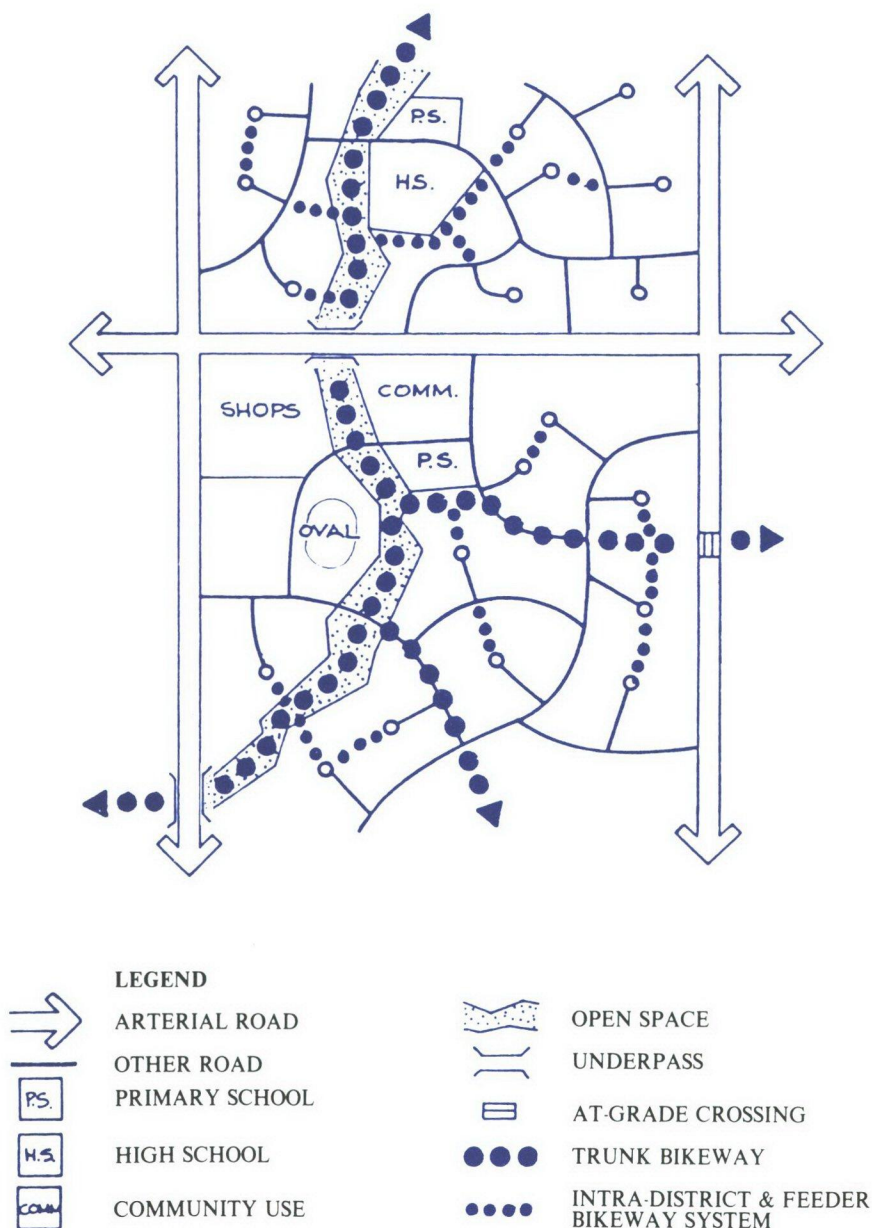 P.S.
H.S.
SHOPS
COMM.
P.S.
OVAL
LEGEND
ARTERIAL ROAD
OTHER ROAD
P.S.
PRIMARY SCHOOL
H.S.
HIGH SCHOOL
COMM
COMMUNITY USE
OPEN SPACE
UNDERPASS
AT-GRADE CROSSING
TRUNK BIKEWAY
INTRA-DISTRICT & FEEDER
BIKEWAY SYSTEM